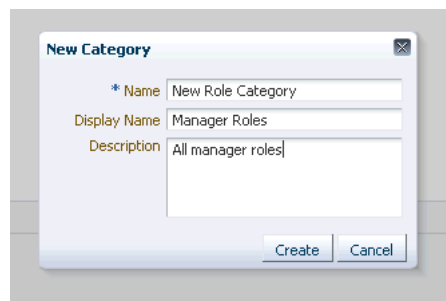 New Category
* Name New Role Category
Display Name Manager Roles
Description All manager roles
Create Cancel